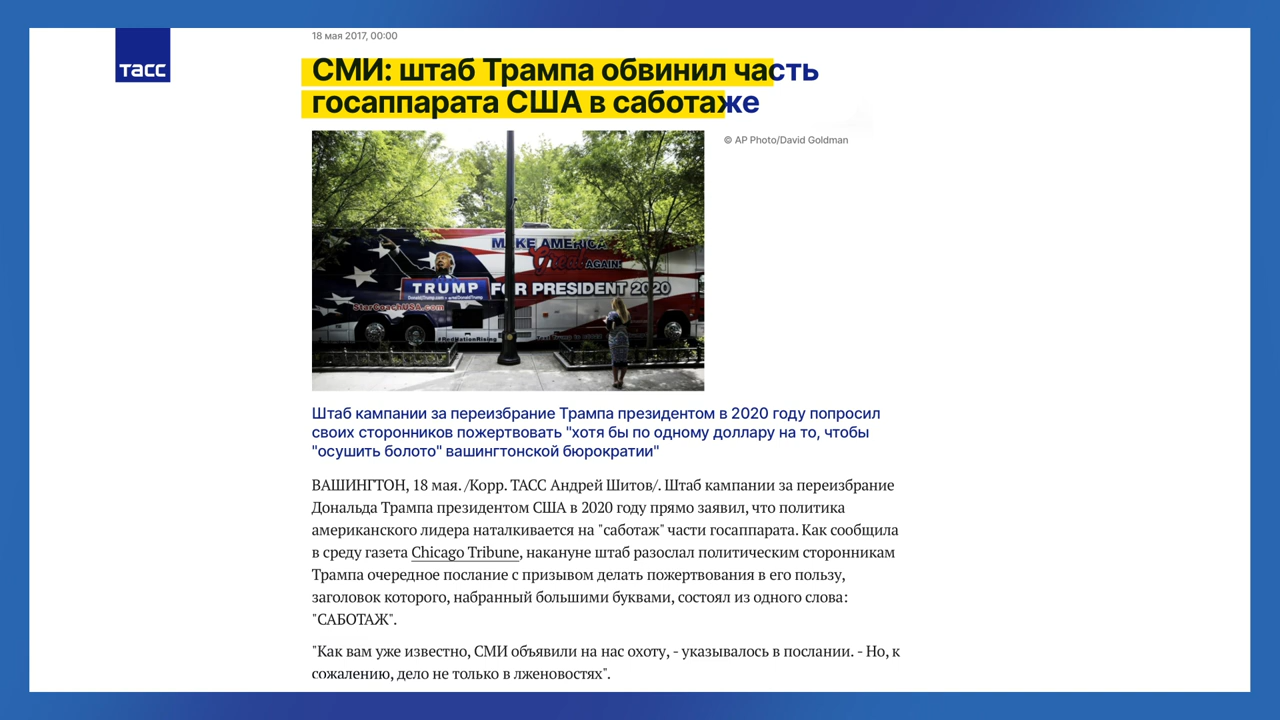 18 мая 2017, 00:00
тасс
СМИ: штаб Трампа обвинил часть
госаппарата США в саботаже
© AP Photo/David Goldman
MAKE AMERICA
Great AGAIN!
TRUMP FOR PRESIDENT 2020
StarCoachUSA.com
#RedNationRising
Штаб кампании за переизбрание Трампа президентом в 2020 году попросил
своих сторонников пожертвовать "хотя бы по одному доллару на то, чтобы
"осушить болото" вашингтонской бюрократии"
ВАШИНГТОН, 18 мая. /Корр. ТАСС Андрей Шитов/. Штаб кампании за переизбрание
Дональда Трампа президентом США в 2020 году прямо заявил, что политика
американского лидера наталкивается на "саботаж" части госаппарата. Как сообщила
в среду газета Chicago Tribune, накануне штаб разослал политическим сторонникам
Трампа очередное послание с призывом делать пожертвования в его пользу,
заголовок которого, набранный большими буквами, состоял из одного слова:
"САБОТАЖ".
"Как вам уже известно, СМИ объявили на нас охоту, - указывалось в послании. - Но, к
сожалению, дело не только в лженовостях".